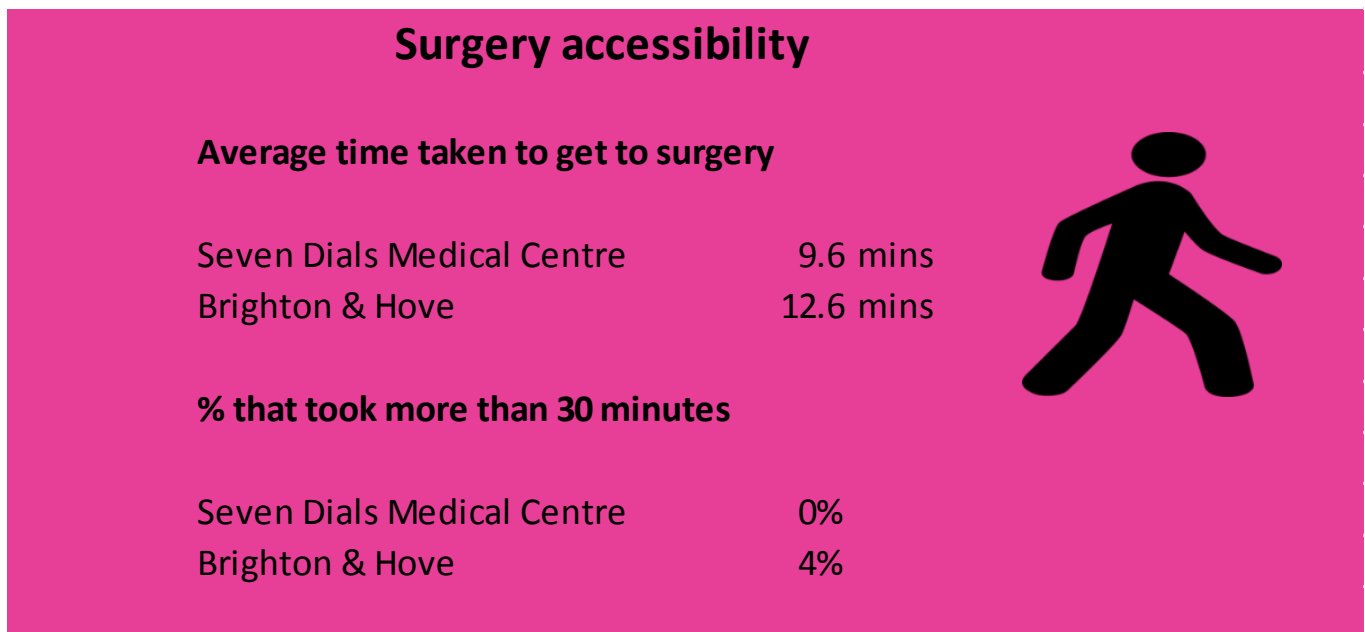 Surgery accessibility
Average time taken to get to surgery
Seven Dials Medical Centre 9.6 mins
Brighton & Hove 12.6 mins
% that took more than 30 minutes
Seven Dials Medical Centre 0%
Brighton & Hove 4%